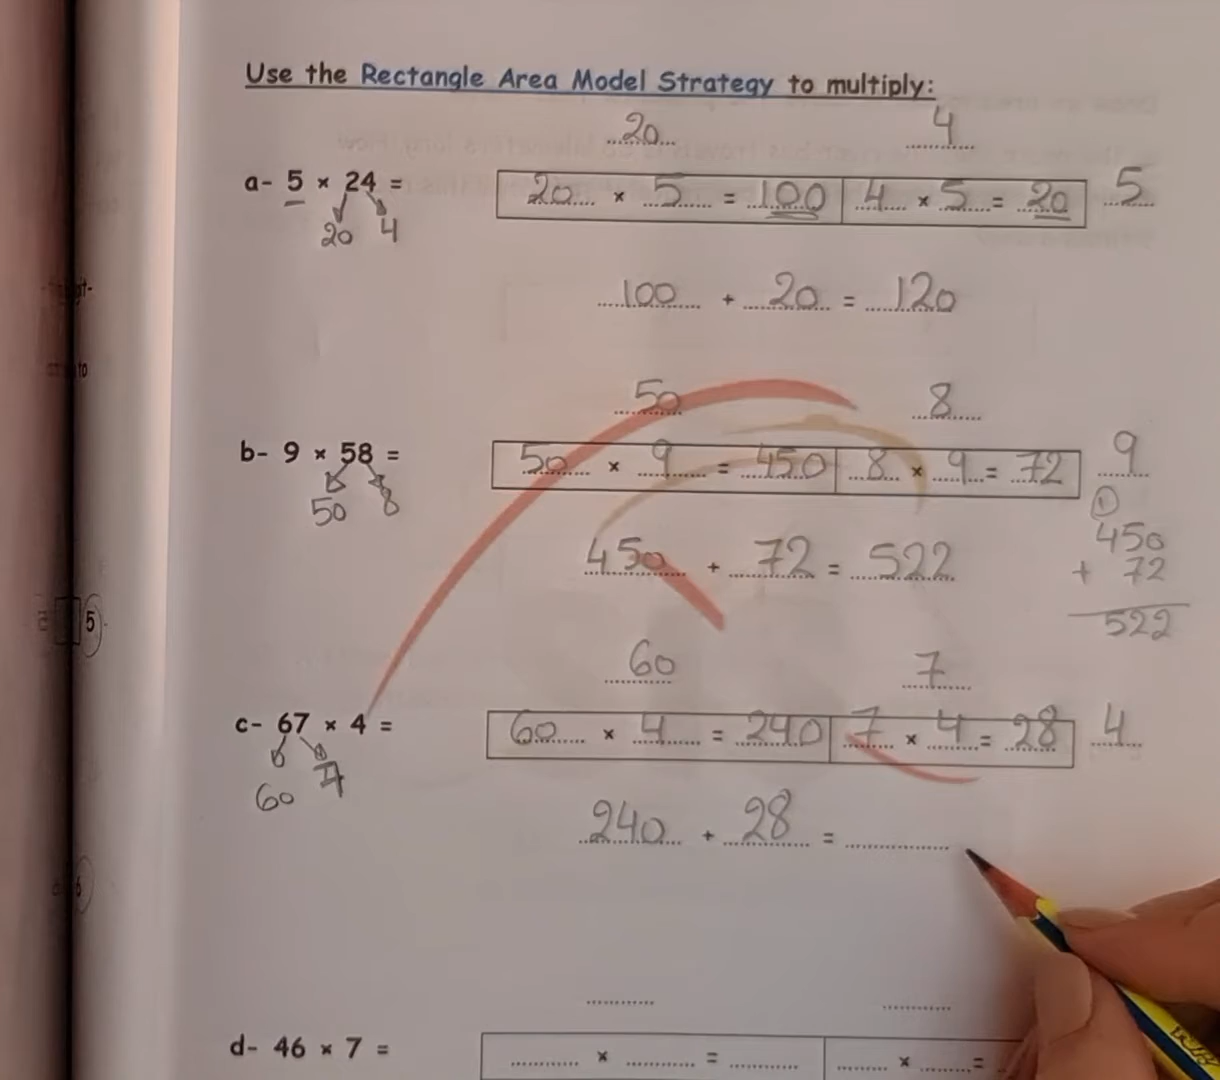 Use the Rectangle Area Model Strategy to multiply:
20 4
a- 5 × 24 = 20 × 5 = 100 4 × 5 = 20 5
20 4
100 + 20 = 120
50 8
b- 9 × 58 = 50 × 9 = 450 8 × 9 = 72 9
50 8
1
450
450 + 72 = 522
+ 72
522
60 7
c- 67 × 4 = 60 × 4 = 240 7 × 4 = 28 4
60 7
240 + 28 =
d- 46 × 7 = × = × =
5
6